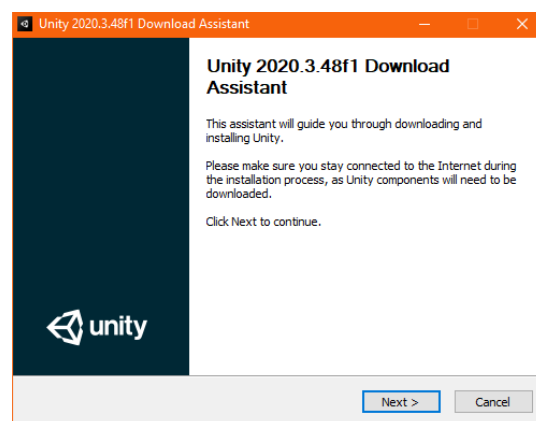 Unity 2020.3.48f1 Download Assistant
Unity 2020.3.48f1 Download
Assistant
This assistant will guide you through downloading and
installing Unity.
Please make sure you stay connected to the Internet during
the installation process, as Unity components will need to be
downloaded.
Click Next to continue.
unity
Next >
Cancel